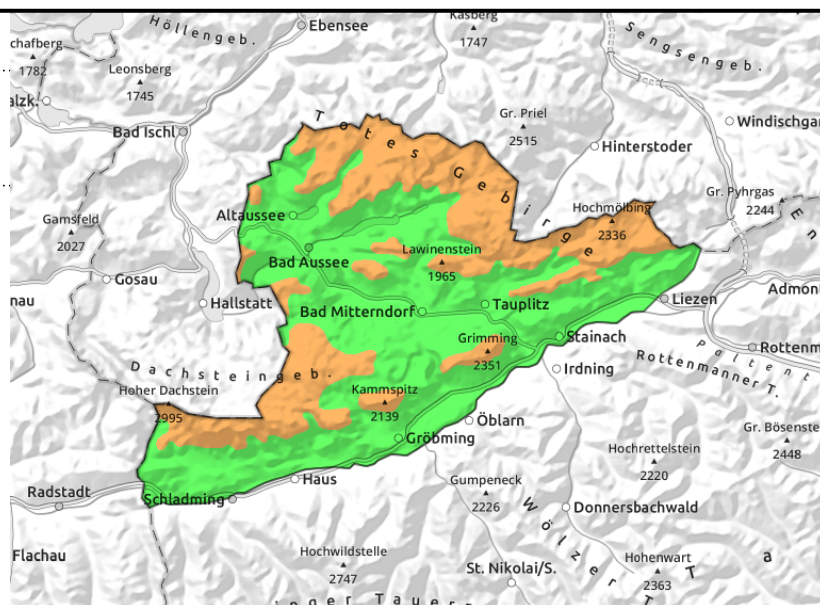 Kasberg
1747
Höllengeb.
Ebensee
Sengsengeb.
chafberg
1782
Leonsberg
1745
alzk.
Bad Ischl
Totes Gebirge
Gr. Priel
2515
Windischgar
Hinterstoder
Gr. Pyhrgas
2244
En
Gamsfeld
2027
Altaussee
Hochmölbing
2336
Bad Aussee
Lawinenstein
1965
Gosau
Hallstatt
nau
Admont
Bad Mitterndorf
Tauplitz
Liezen
Stainach
Grimming
2351
Rottenm
Paltent
Rottenmanner T.
Irdning
Dachsteingeb.
Hoher Dachstein
2995
Kammspitz
2139
Öblarn
Gröbming
Gr. Bösenste
2448
Hochrettelstein
2220
Haus
Gumpeneck
2226
Radstadt
Schladming
Donnersbachwald
Wölzer T
Flachau
Hochwildstelle
2747
St. Nikolai/S.
Hohenwart
2363
T a
inger Tauern